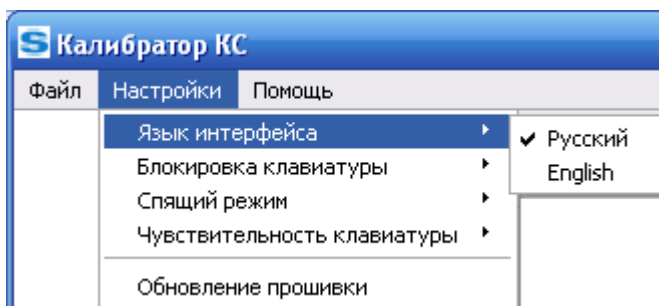 S Калибратор КС
Файл Настройки Помощь
Язык интерфейса
Русский
English
Блокировка клавиатуры
Спящий режим
Чувствительность клавиатуры
Обновление прошивки